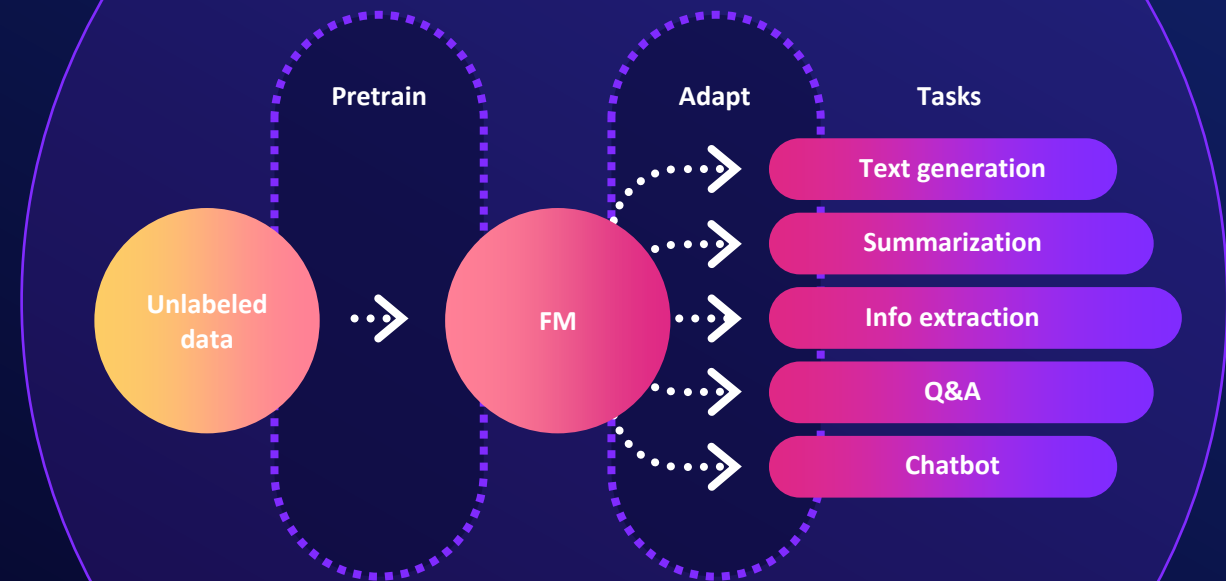 Pretrain
Adapt
Tasks
Unlabeled
data
FM
Text generation
Summarization
Info extraction
Q&A
Chatbot